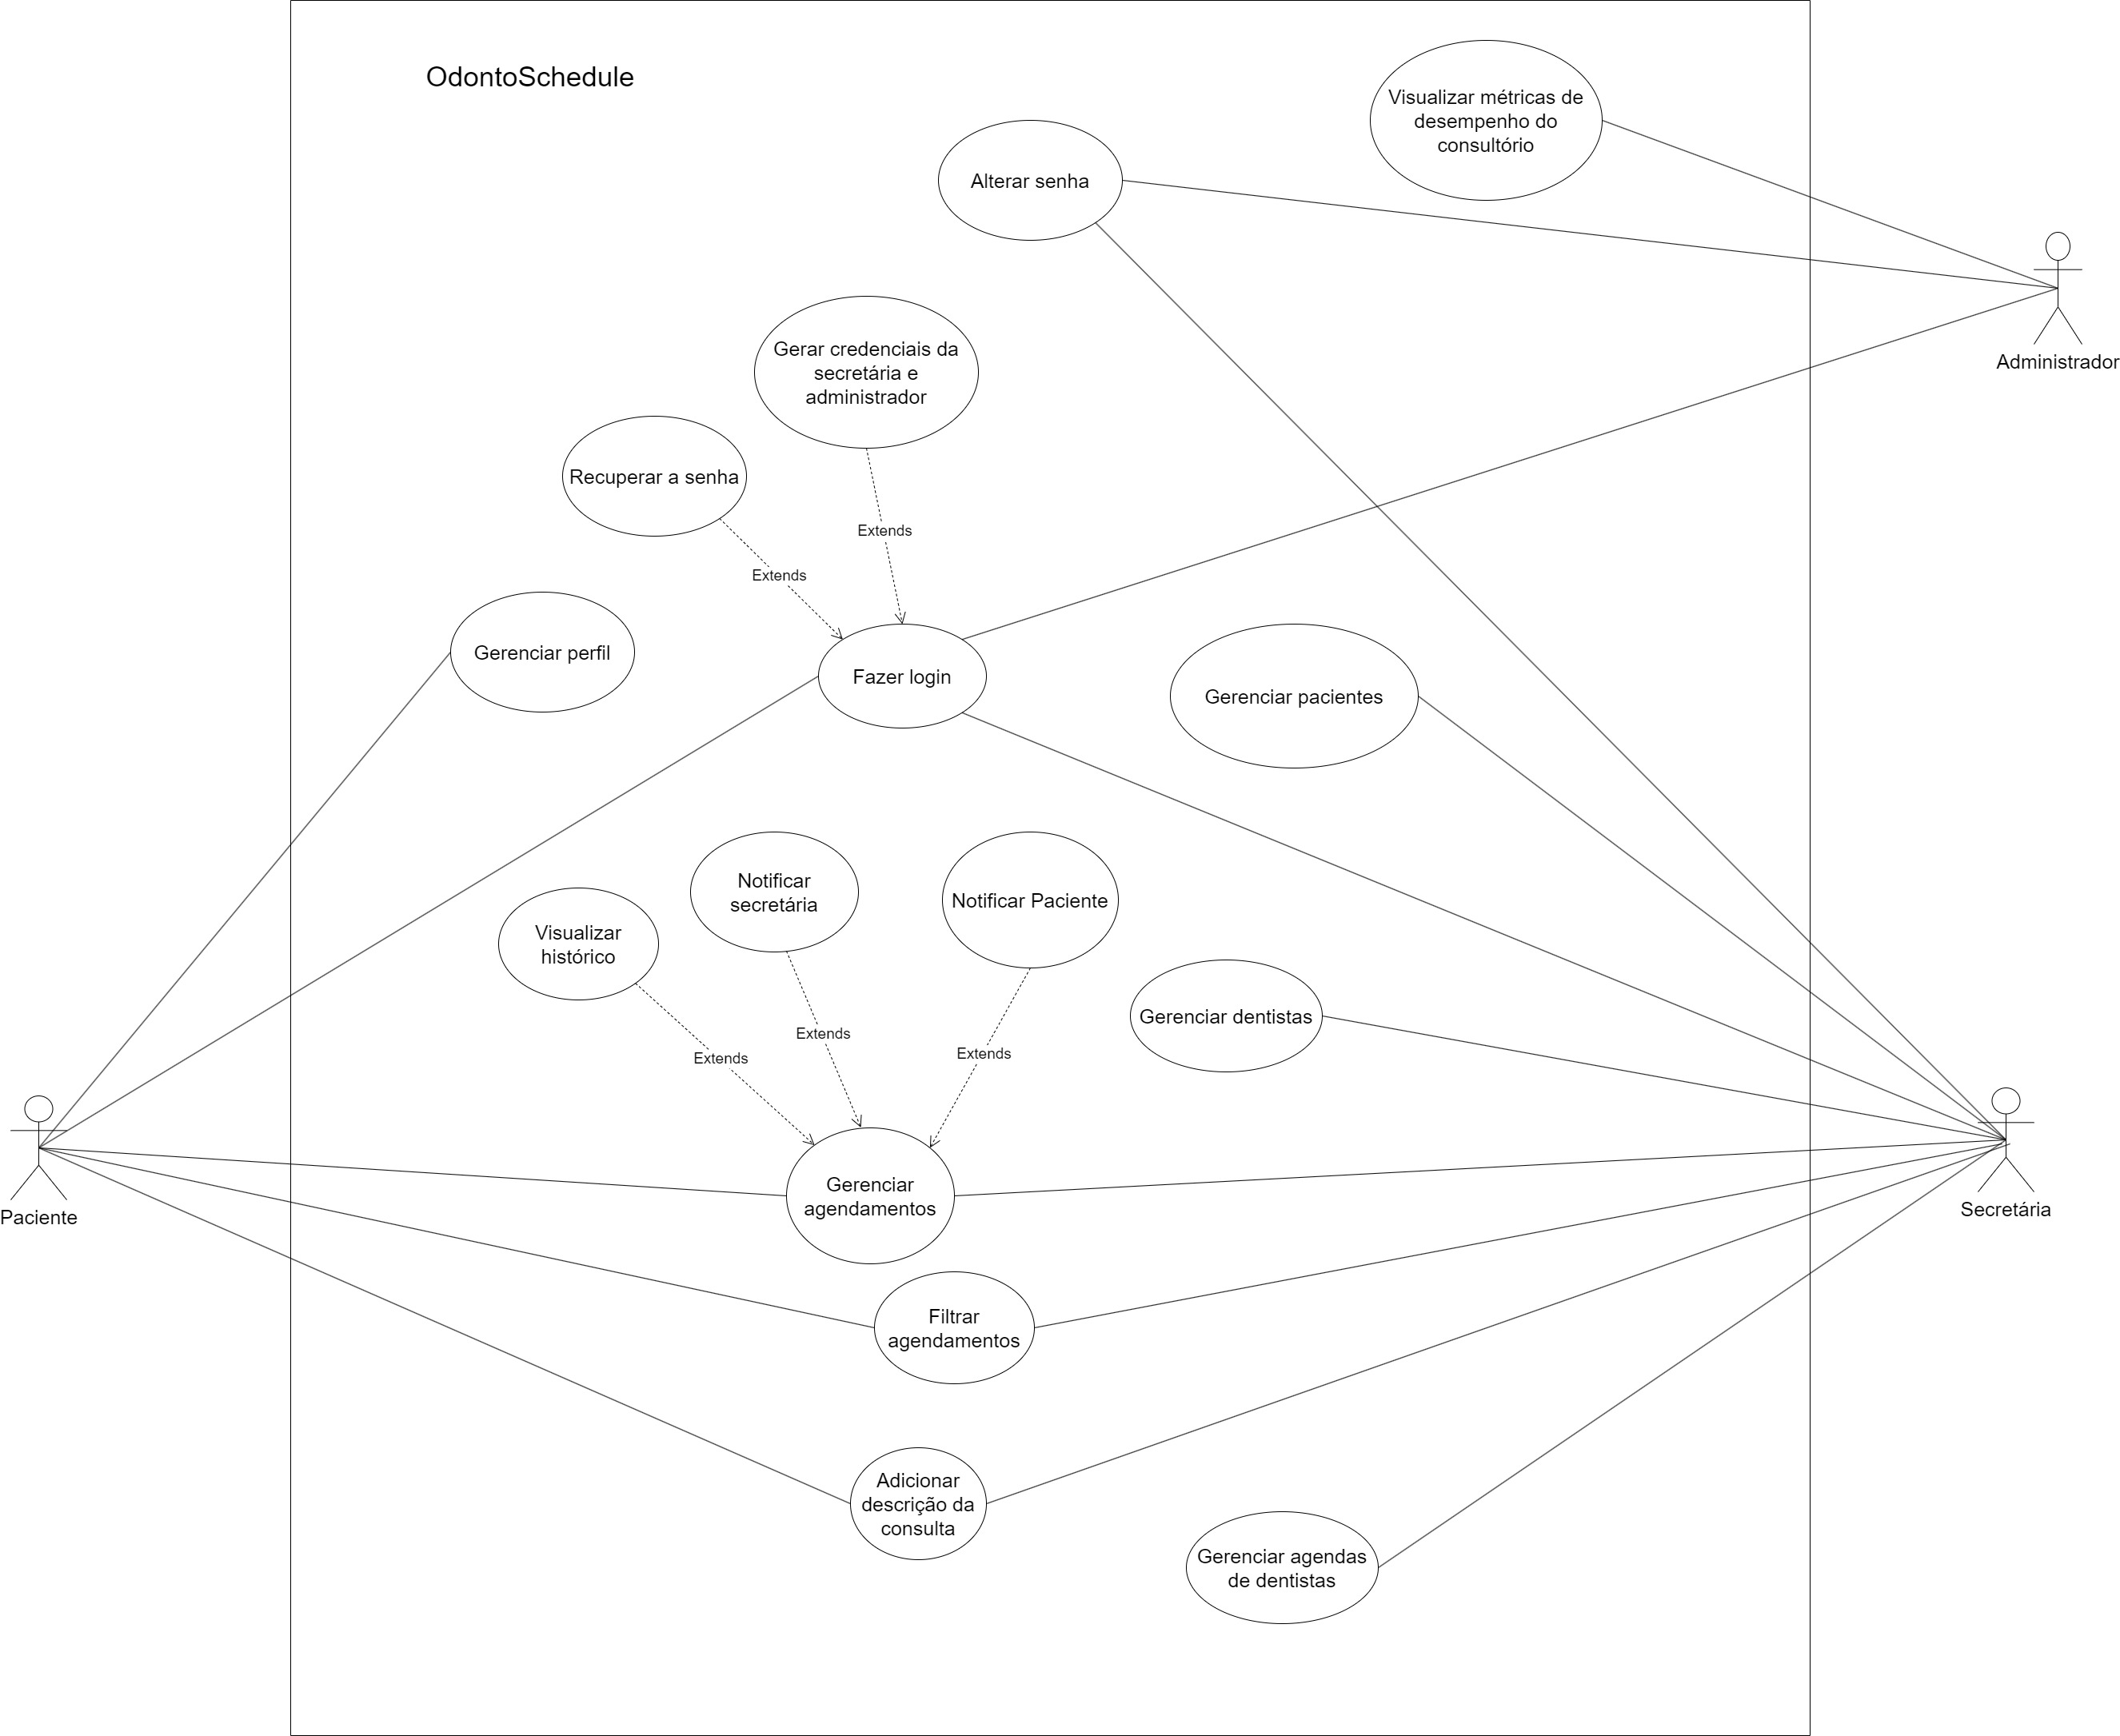 OdontoSchedule
Visualizar métricas de
desempenho do
consultório
Alterar senha
Administrador
Gerar credenciais da
secretária e
administrador
Recuperar a senha
Extends
Extends
Gerenciar perfil
Fazer login
Gerenciar pacientes
Notificar
secretária
Notificar Paciente
Visualizar
histórico
Gerenciar dentistas
Extends
Extends
Extends
Paciente
Gerenciar
agendamentos
Secretária
Filtrar
agendamentos
Adicionar
descrição da
consulta
Gerenciar agendas
de dentistas